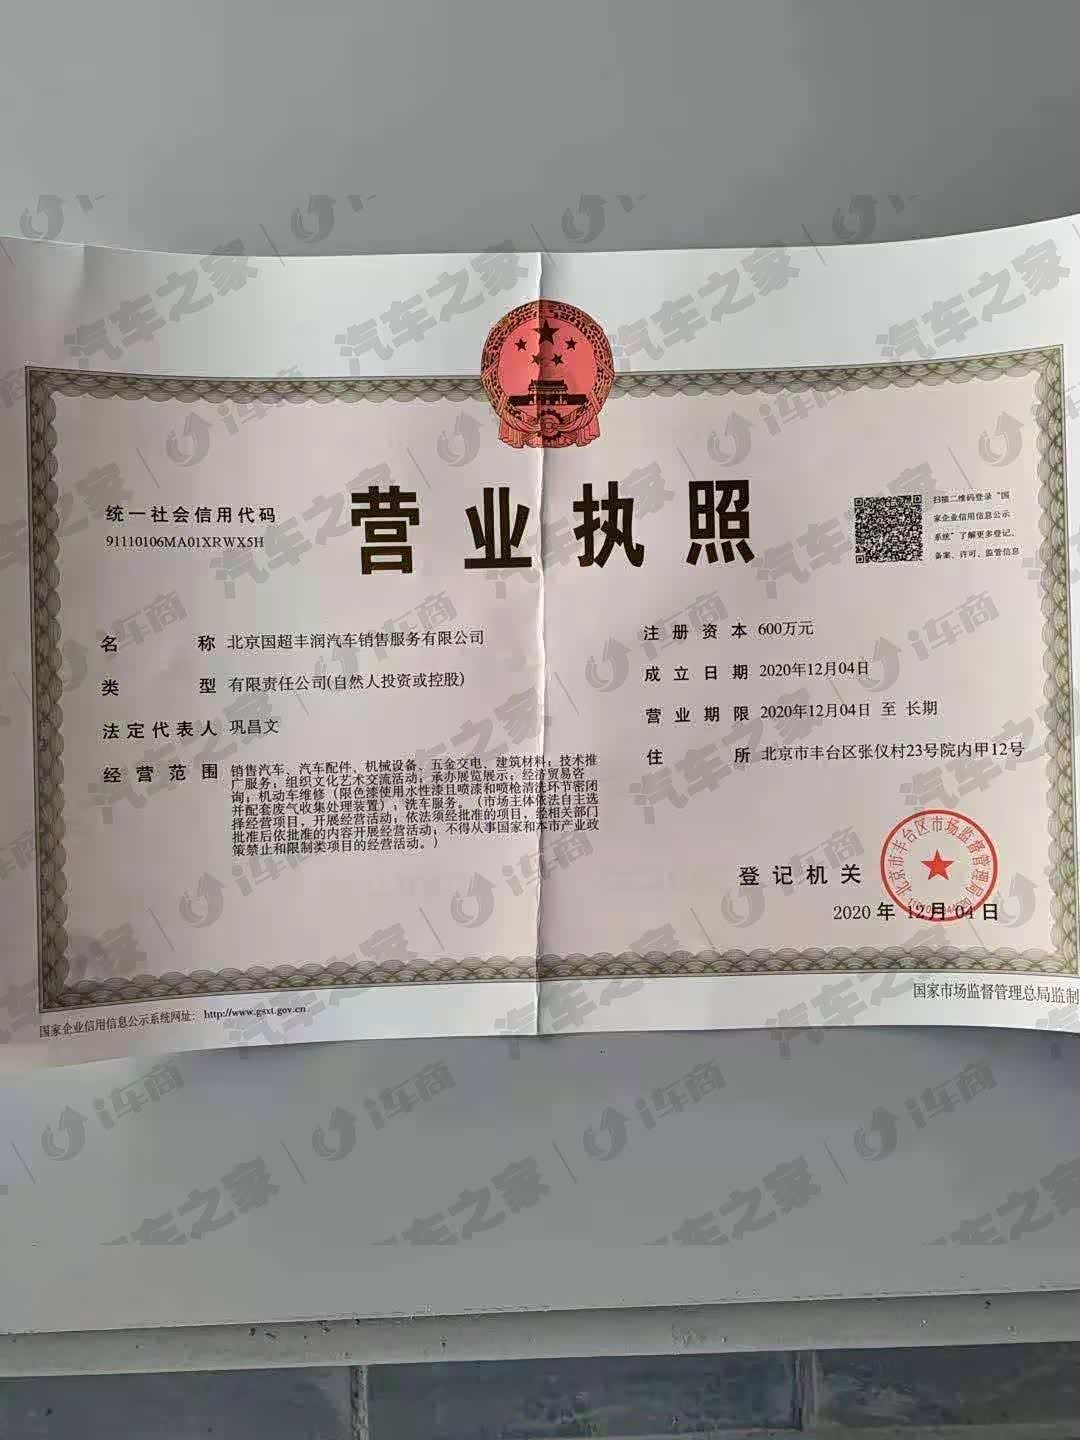 统一社会信用代码
91110106MA01XRWX5H
营业执照
扫描二维码登录“国
家企业信用信息公示
系统”了解更多登记、
备案、许可、监管信息
名称 北京国超丰润汽车销售服务有限公司
类型 有限责任公司(自然人投资或控股)
法定代表人 巩昌文
经营范围 销售汽车、汽车配件、机械设备、五金交电、建筑材料；技术推
广服务；组织文化艺术交流活动；承办展览展示；经济贸易咨
询；机动车维修（限色漆使用水性漆且喷漆和喷枪清洗环节密闭
并配套废气收集处理装置）；洗车服务。（市场主体依法自主选
择经营项目，开展经营活动；依法须经批准的项目，经相关部门
批准后依批准的内容开展经营活动；不得从事国家和本市产业政
策禁止和限制类项目的经营活动。）
注册资本 600万元
成立日期 2020年12月04日
营业期限 2020年12月04日 至 长期
住所 北京市丰台区张仪村23号院内甲12号
登记机关
北京市丰台区市场监督管理局
2020 年 12月 04 日
国家企业信用信息公示系统网址：http://www.gsxt.gov.cn
国家市场监督管理总局监制
汽车之家
i车商